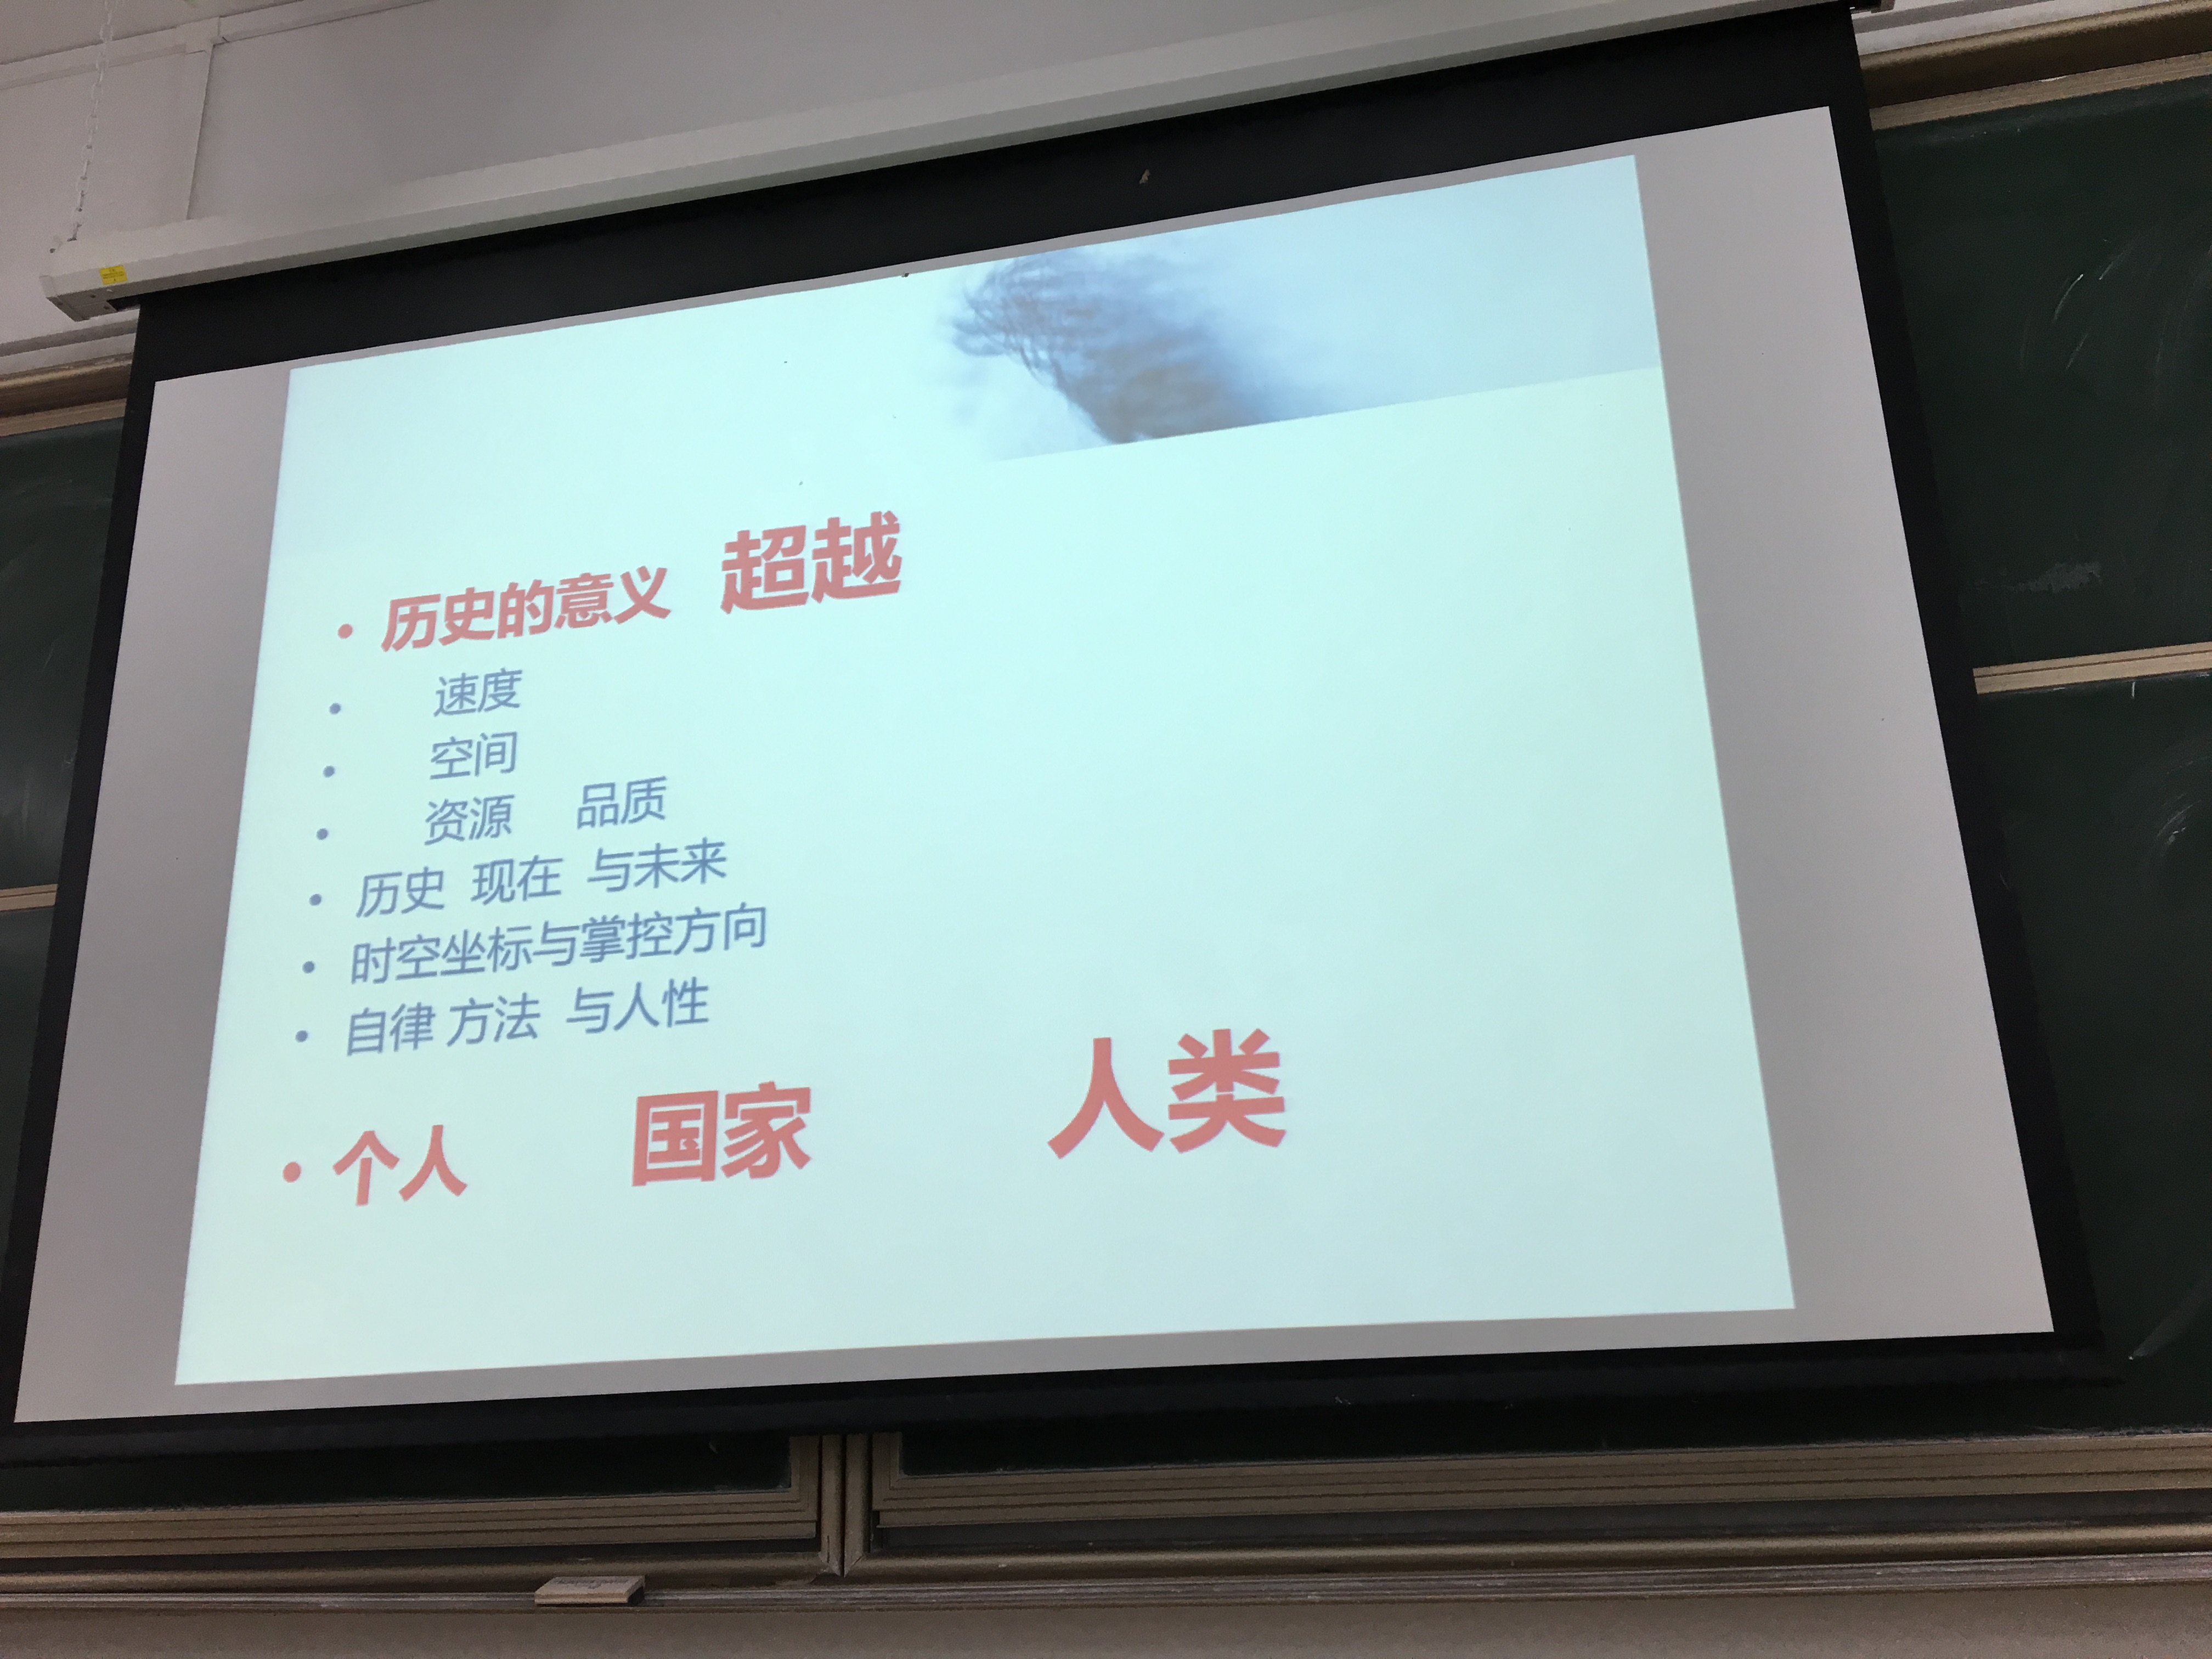 • 历史的意义 超越
• 速度
• 空间
• 资源 品质
• 历史 现在 与未来
• 时空坐标与掌控方向
• 自律 方法 与人性
• 个人 国家 人类